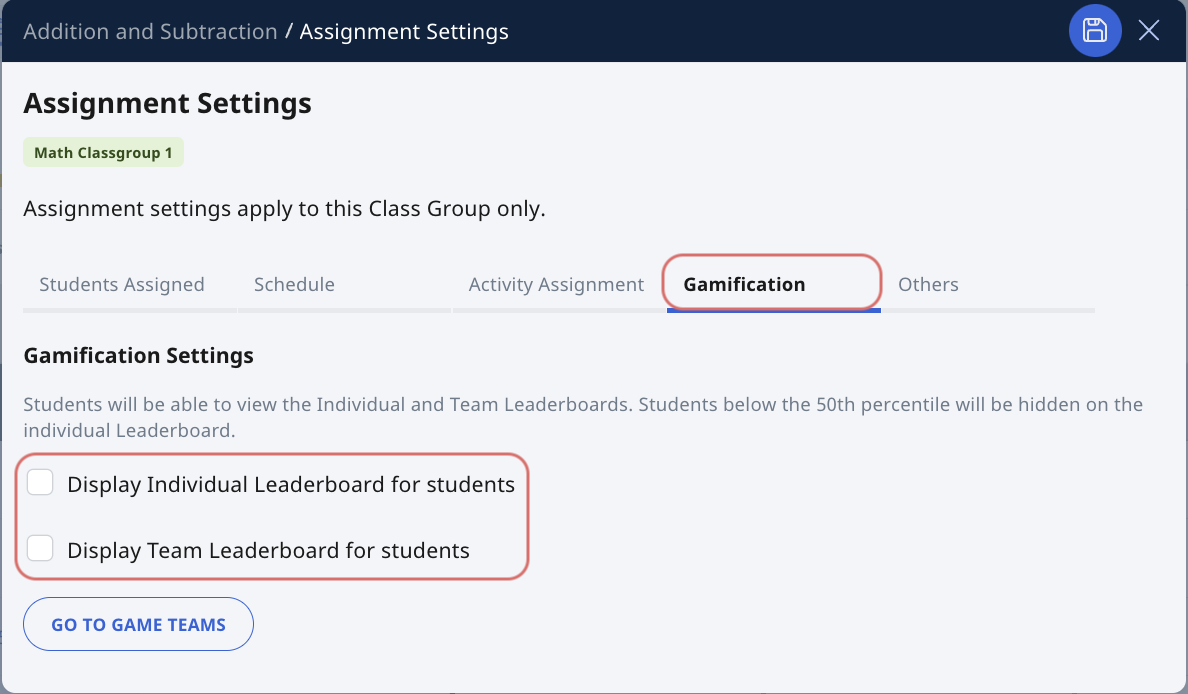 Addition and Subtraction / Assignment Settings
Assignment Settings
Math Classgroup 1
Assignment settings apply to this Class Group only.
Students Assigned Schedule Activity Assignment Gamification Others
Gamification Settings
Students will be able to view the Individual and Team Leaderboards. Students below the 50th percentile will be hidden on the
individual Leaderboard.
Display Individual Leaderboard for students
Display Team Leaderboard for students
GO TO GAME TEAMS